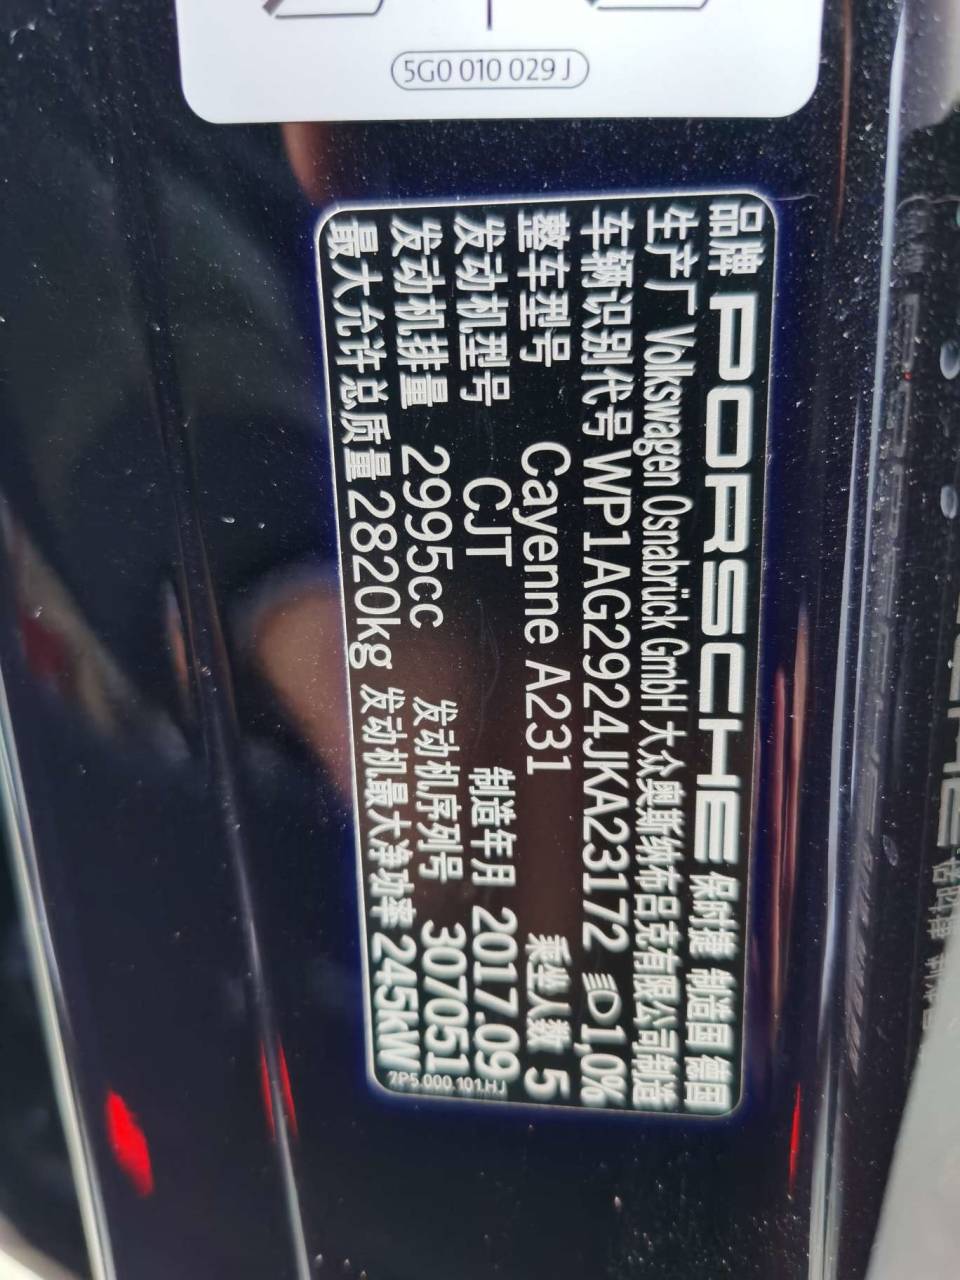 5G0 010 029 J
品牌 PORSCHE 保时捷 制造国 德国
生产厂 Volkswagen Osnabrück GmbH 大众奥斯纳布吕克有限公司制造
车辆识别代号 WP1AG2924JKA23172 1,0%
整车型号 Cayenne A231 乘坐人数 5
发动机型号 CJT 制造年月 2017.09
发动机排量 2995cc 发动机序列号 307051
最大允许总质量 2820kg 发动机最大净功率 245kW
7P5.000.101.HJ